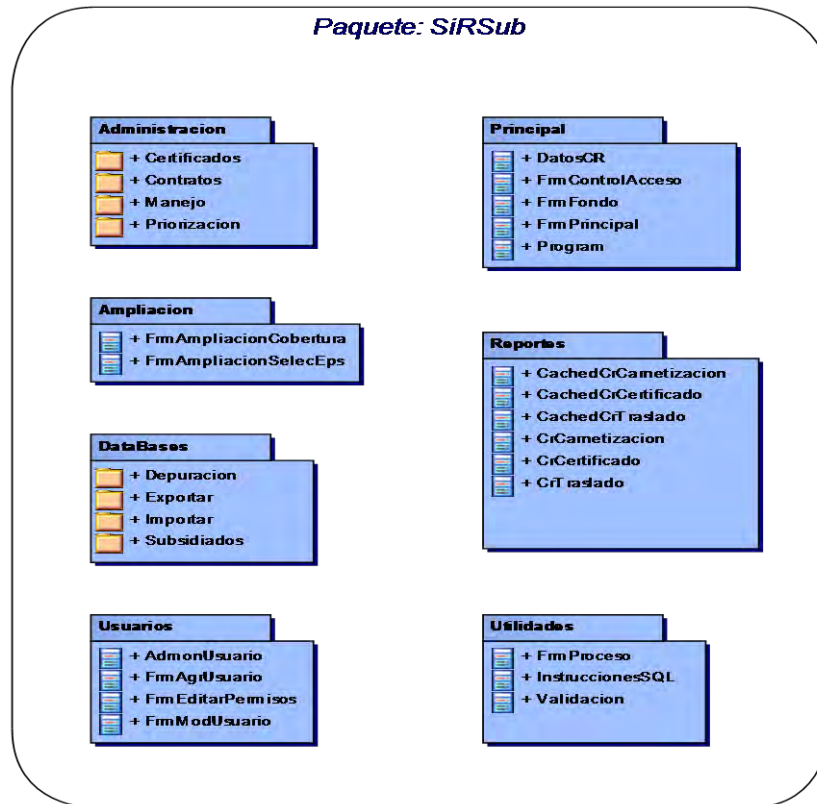 Paquete: SiRSub
Administracion
+ Certificados
+ Contratos
+ Manejo
+ Priorizacion
Ampliacion
+ FrmAmpliacionCobertura
+ FrmAmpliacionSelecEps
DataBases
+ Depuracion
+ Exportar
+ Importar
+ Subsidiados
Usuarios
+ AdmonUsuario
+ FrmAgrUsuario
+ FrmEditarPermisos
+ FrmModUsuario
Principal
+ DatosCR
+ FrmControlAcceso
+ FrmFondo
+ FrmPrincipal
+ Program
Reportes
+ CachedCrCarnetizacion
+ CachedCrCertificado
+ CachedCrTraslado
+ CrCarnetizacion
+ CrCertificado
+ CrTraslado
Utilidades
+ FrmProceso
+ InstruccionesSQL
+ Validacion